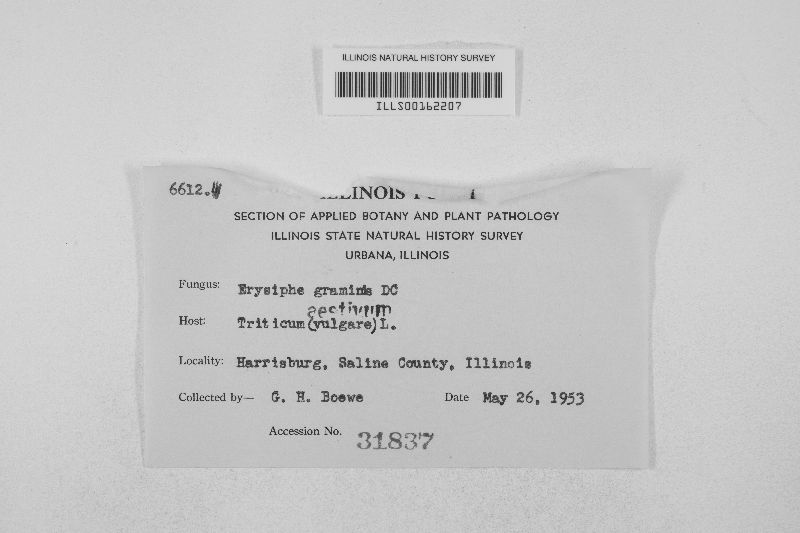 ILLINOIS NATURAL HISTORY SURVEY
ILLS00162207
6612.4
ILLINOIS
SECTION OF APPLIED BOTANY AND PLANT PATHOLOGY
ILLINOIS STATE NATURAL HISTORY SURVEY
URBANA, ILLINOIS
Fungus: Erysiphe graminis DC
aestivum
Host: Triticum (vulgare) L.
Locality: Harrisburg, Saline County, Illinois
Collected by— G. H. Boewe Date May 26, 1953
Accession No. 31837